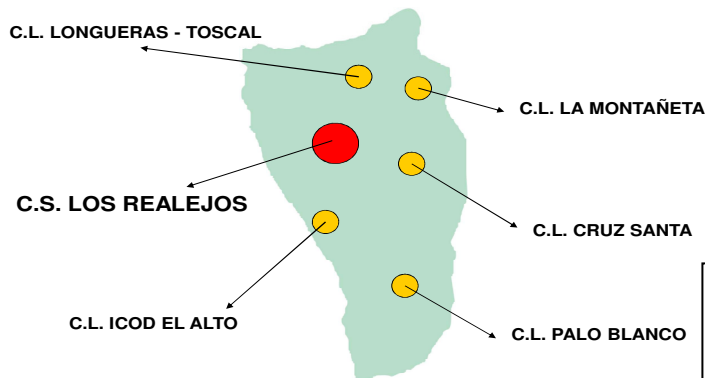 C.L. LONGUERAS - TOSCAL
C.L. LA MONTAÑETA
C.S. LOS REALEJOS
C.L. CRUZ SANTA
C.L. ICOD EL ALTO
C.L. PALO BLANCO